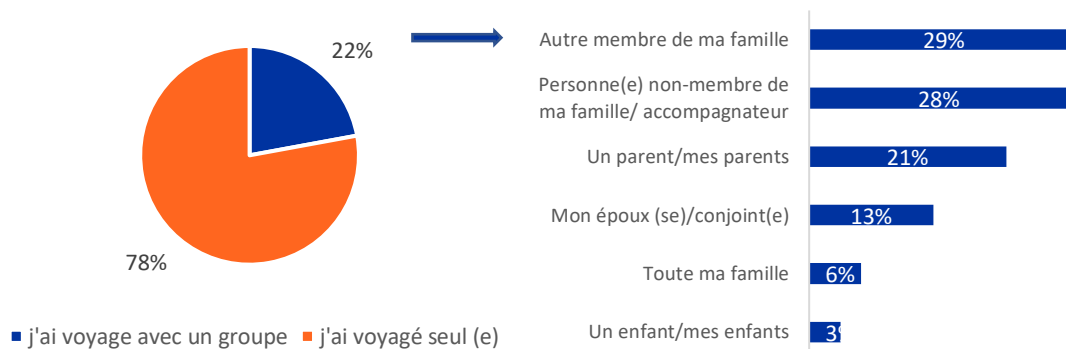 22%
78%
j'ai voyage avec un groupe
j'ai voyagé seul (e)
Autre membre de ma famille
29%
Personne(e) non-membre de
ma famille/ accompagnateur
28%
Un parent/mes parents
21%
Mon époux (se)/conjoint(e)
13%
Toute ma famille
6%
Un enfant/mes enfants
3%